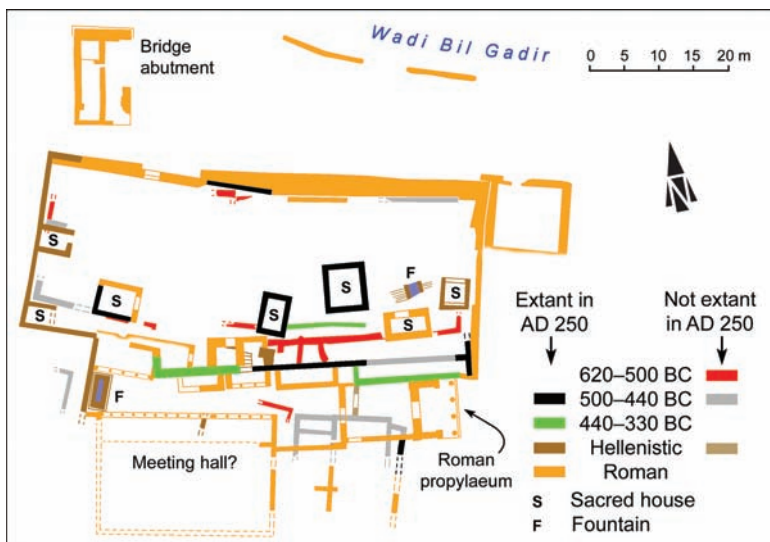 Wadi Bil Gadir
Bridge
abutment
0 5 10 15 20 m
N
S
S
S
S
F
S
S
S
F
Meeting hall?
Roman
propylaeum
Extant in
AD 250
Not extant
in AD 250
620–500 BC
500–440 BC
440–330 BC
Hellenistic
Roman
S Sacred house
F Fountain